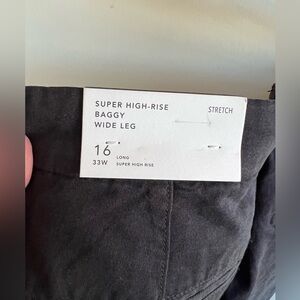 SUPER HIGH-RISE
BAGGY
WIDE LEG
STRETCH
16
33W
LONG
SUPER HIGH RISE